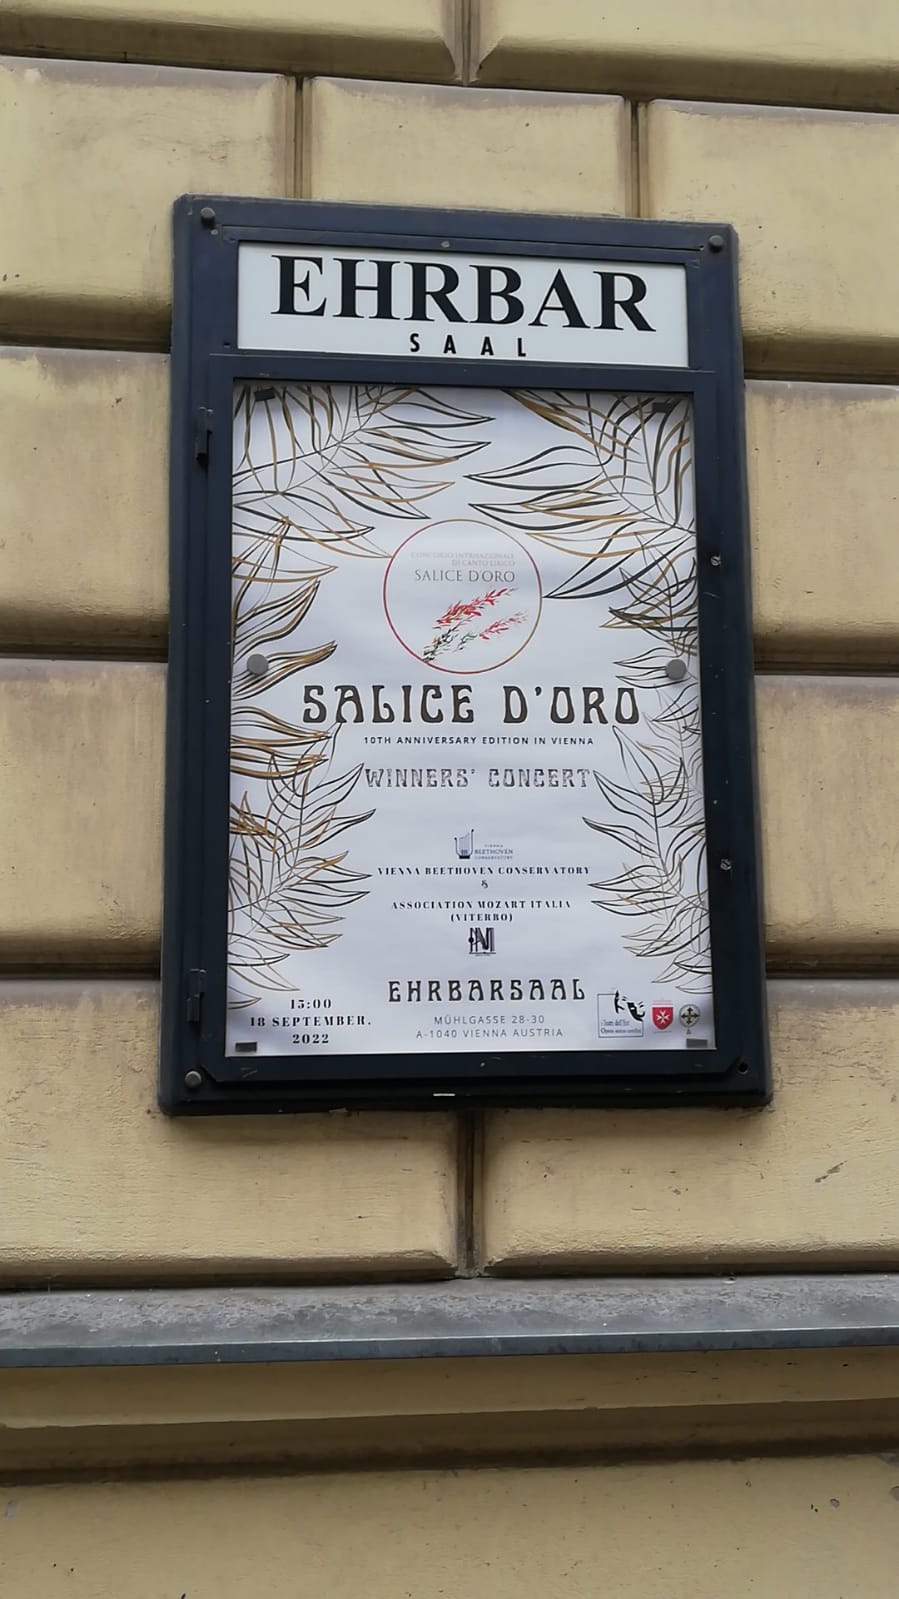 EHRBAR
SAAL
CONCORSO INTERNAZIONALE
DI CANTO LIRICO
SALICE D'ORO
SALICE D'ORO
10TH ANNIVERSARY EDITION IN VIENNA
WINNERS' CONCERT
VIENNA
BEETHOVEN
CONSERVATORY
VIENNA BEETHOVEN CONSERVATORY
&
ASSOCIATION MOZART ITALIA
(VITERBO)
EHRBARSAAL
MÜHLGASSE 28-30
A-1040 VIENNA AUSTRIA
15:00
18 SEPTEMBER,
2022